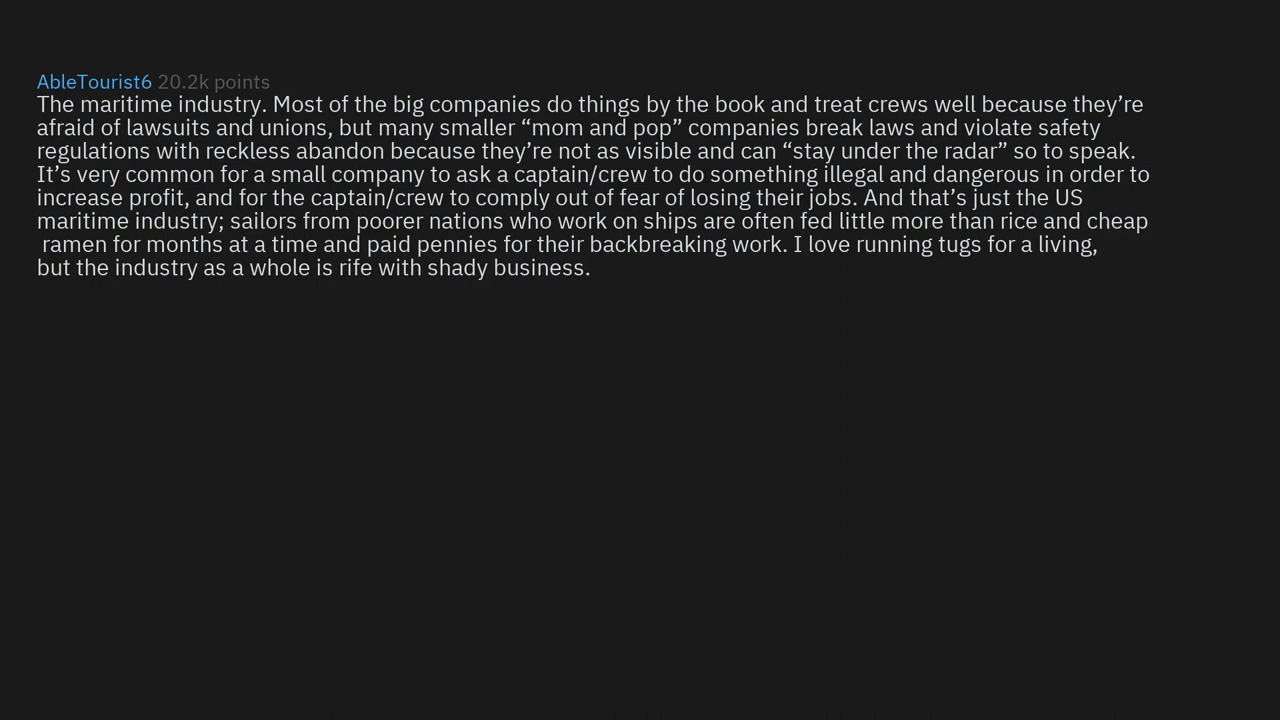 AbleTourist6 20.2k points
The maritime industry. Most of the big companies do things by the book and treat crews well because they’re
afraid of lawsuits and unions, but many smaller “mom and pop” companies break laws and violate safety
regulations with reckless abandon because they’re not as visible and can “stay under the radar” so to speak.
It’s very common for a small company to ask a captain/crew to do something illegal and dangerous in order to
increase profit, and for the captain/crew to comply out of fear of losing their jobs. And that’s just the US
maritime industry; sailors from poorer nations who work on ships are often fed little more than rice and cheap
ramen for months at a time and paid pennies for their backbreaking work. I love running tugs for a living,
but the industry as a whole is rife with shady business.